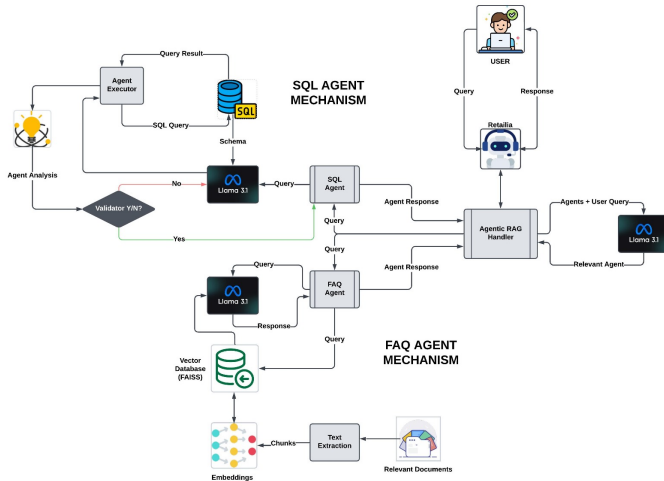 USER
Query
Response
Retailia
Query Result
Agent
Executor
SQL Query
SQL
SQL AGENT
MECHANISM
Schema
Agent Analysis
Validator Y/N?
No
Yes
Llama 3.1
Query
SQL
Agent
Agent Response
Query
Query
Agentic RAG
Handler
Agents + User Query
Llama 3.1
Relevant Agent
Query
Llama 3.1
Response
FAQ
Agent
Agent Response
Query
FAQ AGENT
MECHANISM
Vector
Database
(FAISS)
Embeddings
Chunks
Text
Extraction
Relevant Documents